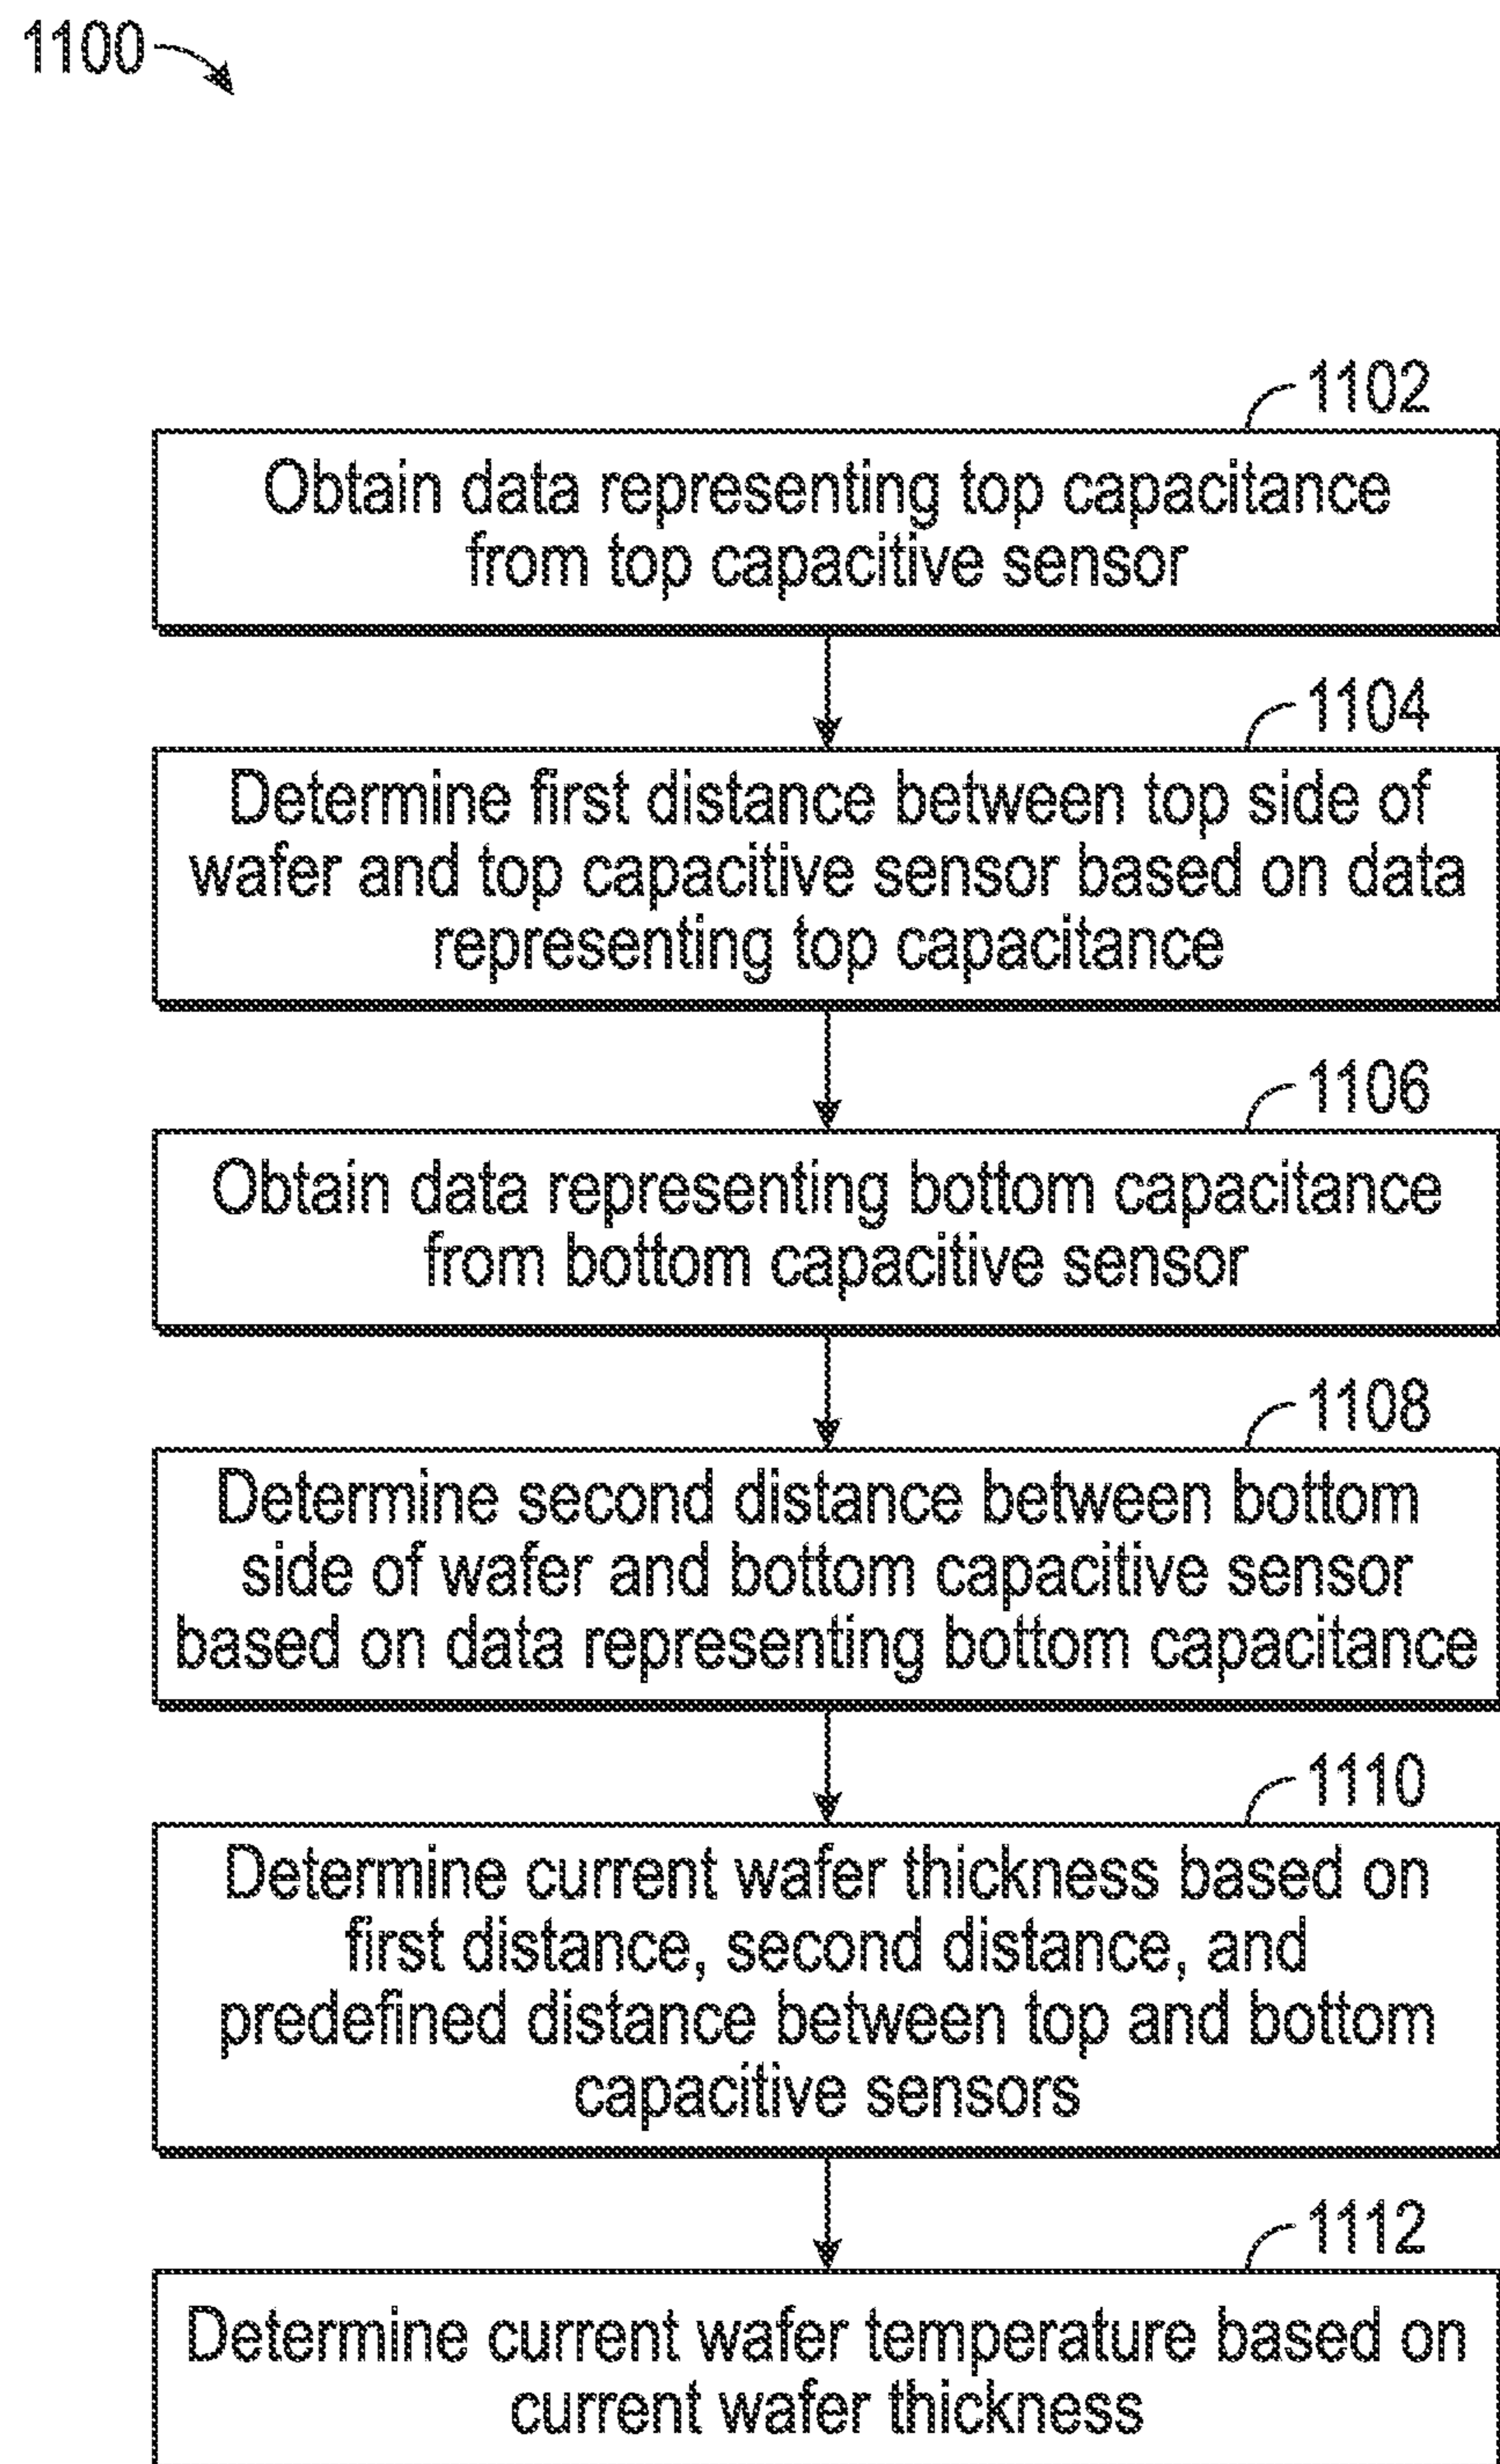 1100
1102
Obtain data representing top capacitance
from top capacitive sensor
1104
Determine first distance between top side of
wafer and top capacitive sensor based on data
representing top capacitance
1106
Obtain data representing bottom capacitance
from bottom capacitive sensor
1108
Determine second distance between bottom
side of wafer and bottom capacitive sensor
based on data representing bottom capacitance
1110
Determine current wafer thickness based on
first distance, second distance, and
predefined distance between top and bottom
capacitive sensors
1112
Determine current wafer temperature based on
current wafer thickness